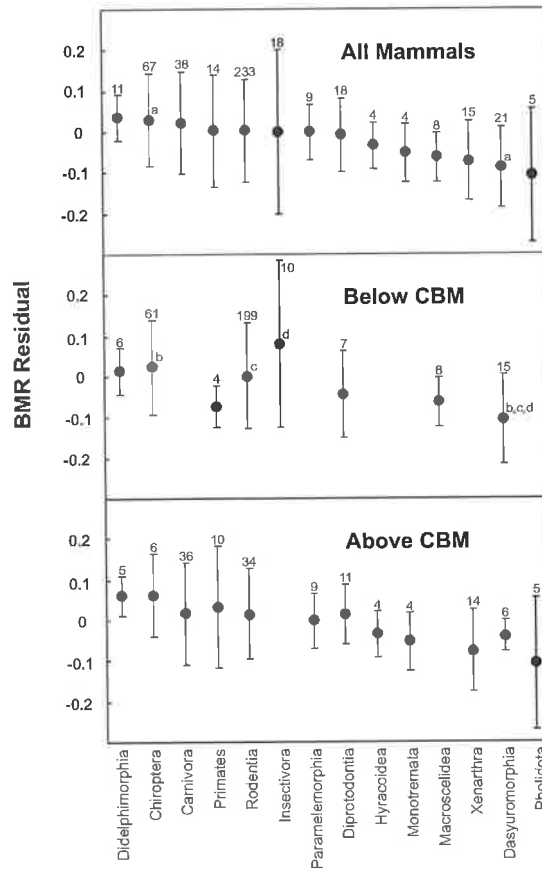 All Mammals
0.2
0.1
0
-0.1
-0.2
11
67
a
38
14
233
18
9
18
4
4
8
15
21
a
5
BMR Residual
Below CBM
0.2
0.1
0
-0.1
-0.2
6
61
b
4
199
c
10
d
7
8
15
b,c,d
Above CBM
0.2
0.1
0
-0.1
-0.2
5
6
36
10
34
9
11
4
4
14
6
5
Didelphimorphia
Chiroptera
Carnivora
Primates
Rodentia
Insectivora
Paramelemorphia
Diprotodontia
Hyracoidea
Monotremata
Macroscelidea
Xenarthra
Dasyuromorphia
Pholidota